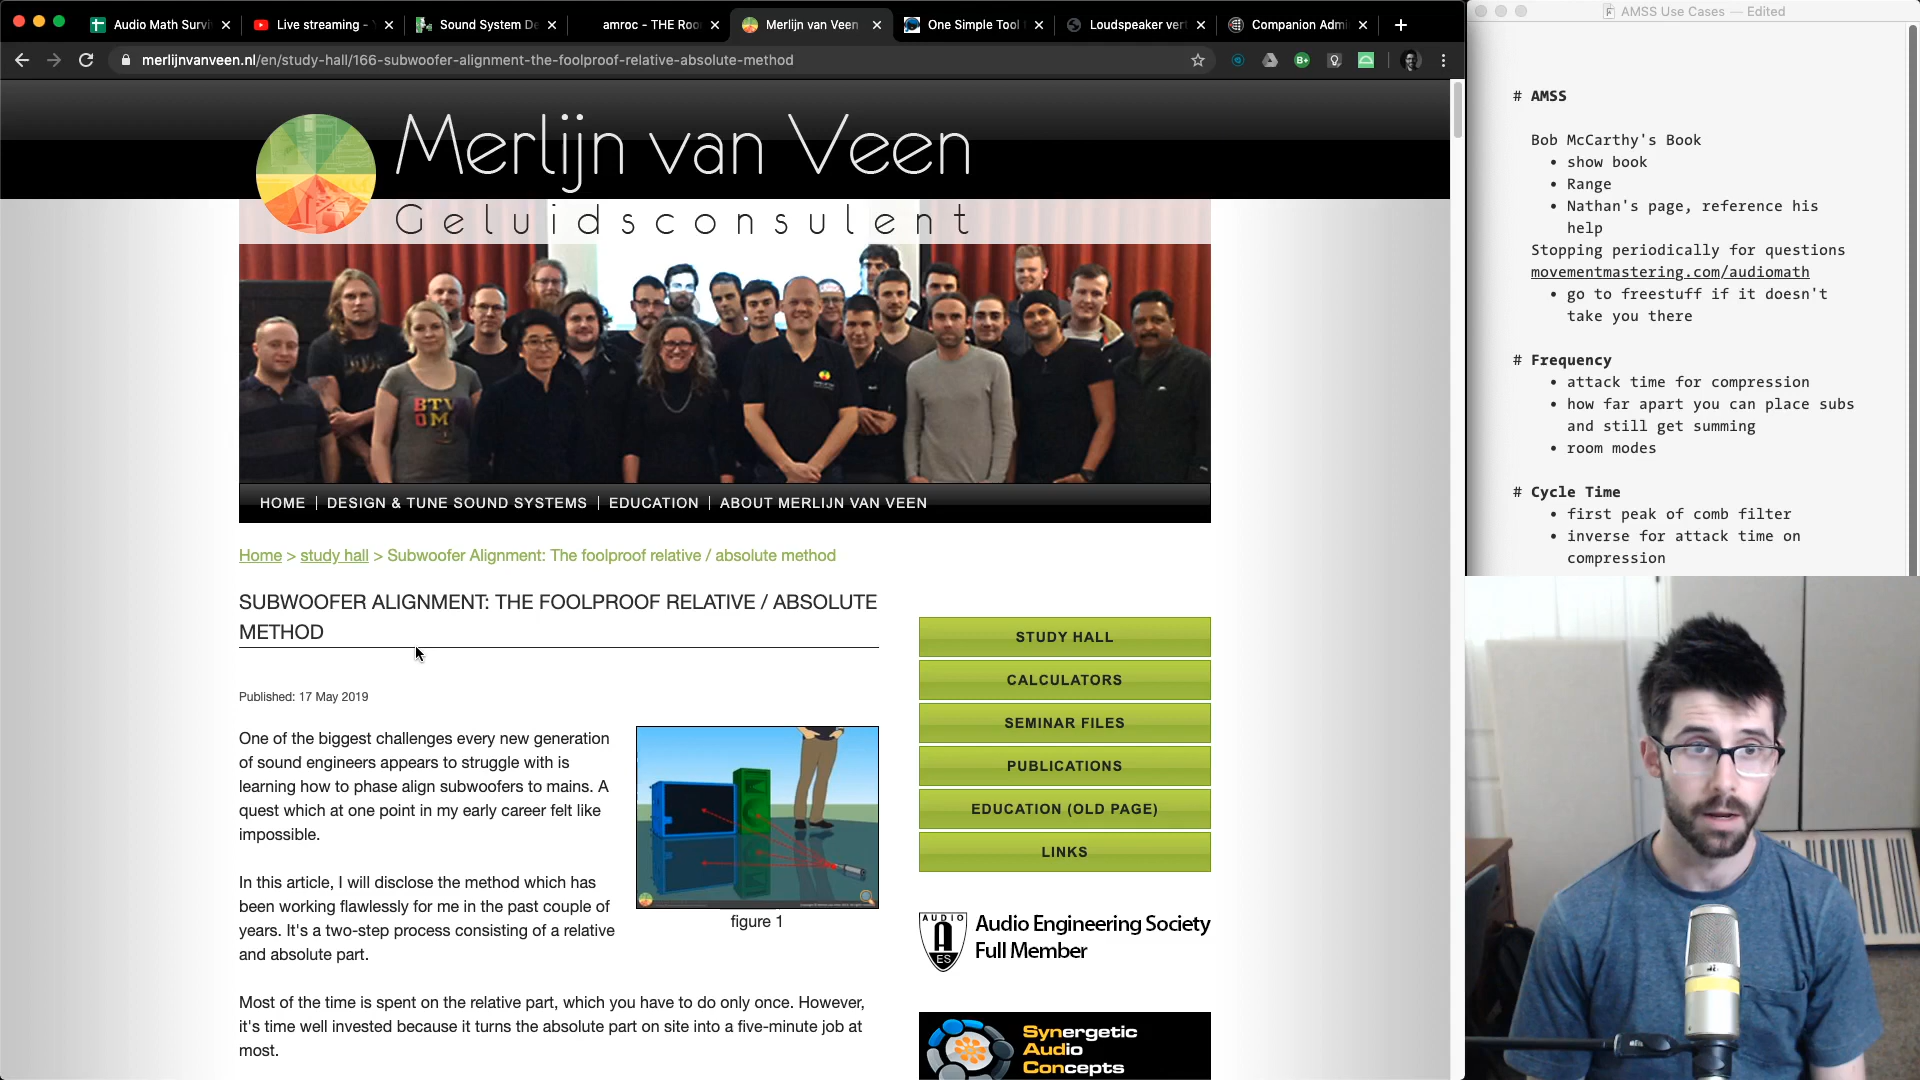 Audio Math Survi
Live streaming -
Sound System De
amroc - THE Roo
Merlijn van Veen
One Simple Tool
Loudspeaker ver
Companion Admi
merlijnvanveen.nl/en/study-hall/166-subwoofer-alignment-the-foolproof-relative-absolute-method
Merlijn van Veen
Geluidsconsulent
BTV
HOME | DESIGN & TUNE SOUND SYSTEMS | EDUCATION | ABOUT MERLIJN VAN VEEN
Home > study hall > Subwoofer Alignment: The foolproof relative / absolute method
SUBWOOFER ALIGNMENT: THE FOOLPROOF RELATIVE / ABSOLUTE
METHOD
Published: 17 May 2019
One of the biggest challenges every new generation
of sound engineers appears to struggle with is
learning how to phase align subwoofers to mains. A
quest which at one point in my early career felt like
impossible.
In this article, I will disclose the method which has
been working flawlessly for me in the past couple of
years. It's a two-step process consisting of a relative
and absolute part.
figure 1
Most of the time is spent on the relative part, which you have to do only once. However,
it's time well invested because it turns the absolute part on site into a five-minute job at
most.
STUDY HALL
CALCULATORS
SEMINAR FILES
PUBLICATIONS
EDUCATION (OLD PAGE)
LINKS
AUDIO
A
ES
Audio Engineering Society
Full Member
Synergetic
Audio
Concepts
AMSS Use Cases — Edited
# AMSS
Bob McCarthy's Book
• show book
• Range
• Nathan's page, reference his
help
Stopping periodically for questions
movementmastering.com/audiomath
• go to freestuff if it doesn't
take you there
# Frequency
• attack time for compression
• how far apart you can place subs
and still get summing
• room modes
# Cycle Time
• first peak of comb filter
• inverse for attack time on
compression